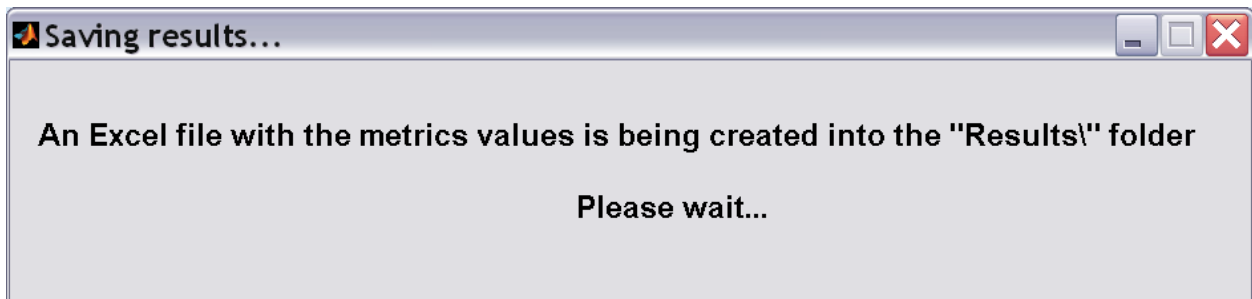 Saving results...
An Excel file with the metrics values is being created into the "Results\" folder
Please wait...